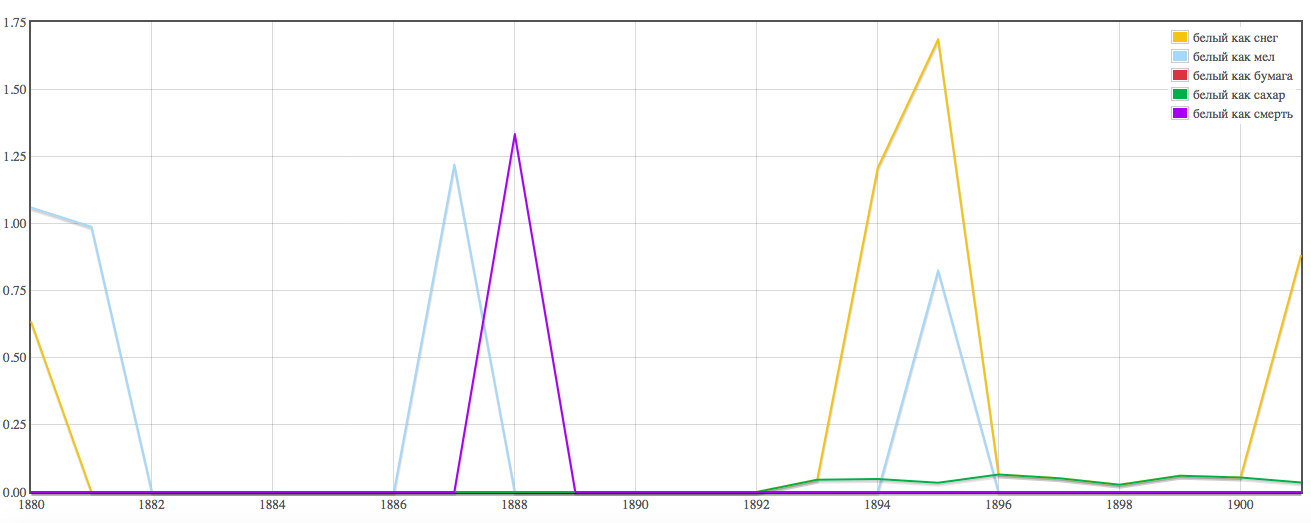 1.75
1.50
1.25
1.00
0.75
0.50
0.25
0.00
белый как снег
белый как мел
белый как бумага
белый как сахар
белый как смерть
1880 1882 1884 1886 1888 1890 1892 1894 1896 1898 1900